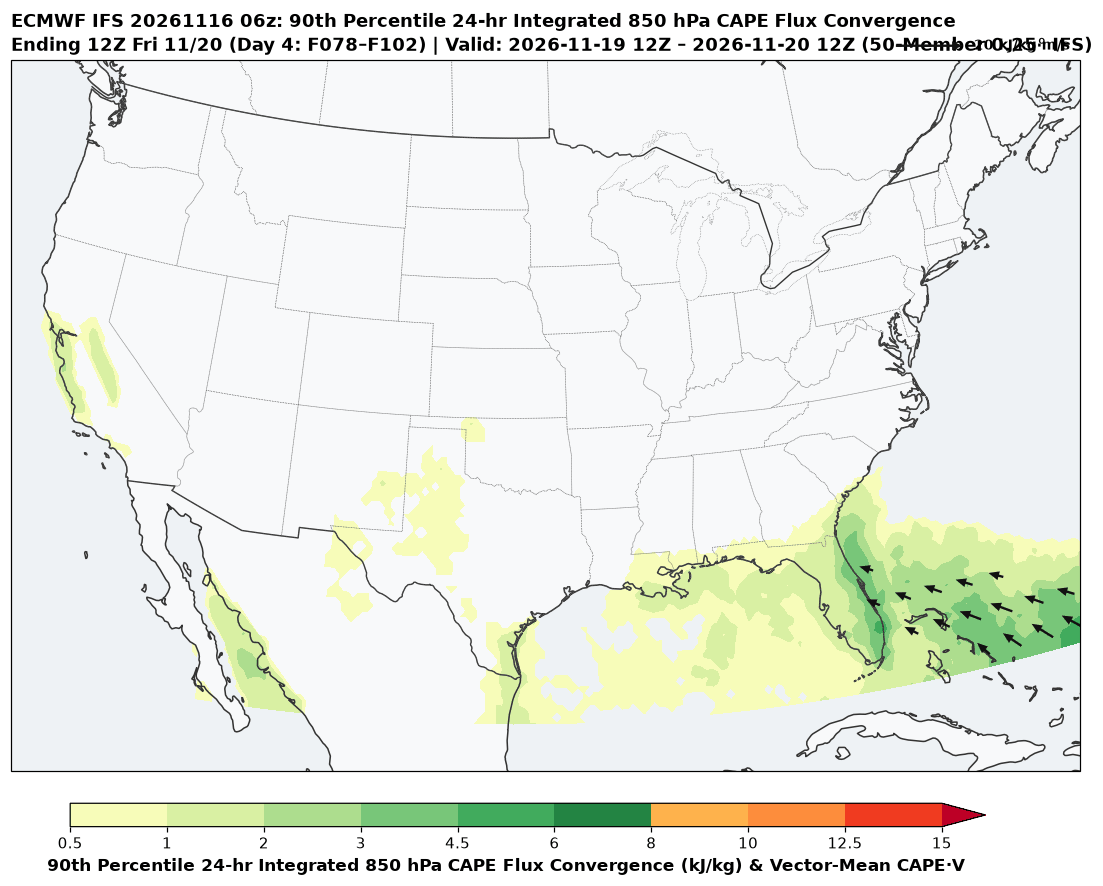 ECMWF IFS 20261116 06z: 90th Percentile 24-hr Integrated 850 hPa CAPE Flux Convergence
Ending 12Z Fri 11/20 (Day 4: F078–F102) | Valid: 2026-11-19 12Z – 2026-11-20 12Z (50-Member 0.25° IFS)
0.5 1 2 3 4.5 6 8 10 12.5 15
90th Percentile 24-hr Integrated 850 hPa CAPE Flux Convergence (kJ/kg) & Vector-Mean CAPE·V